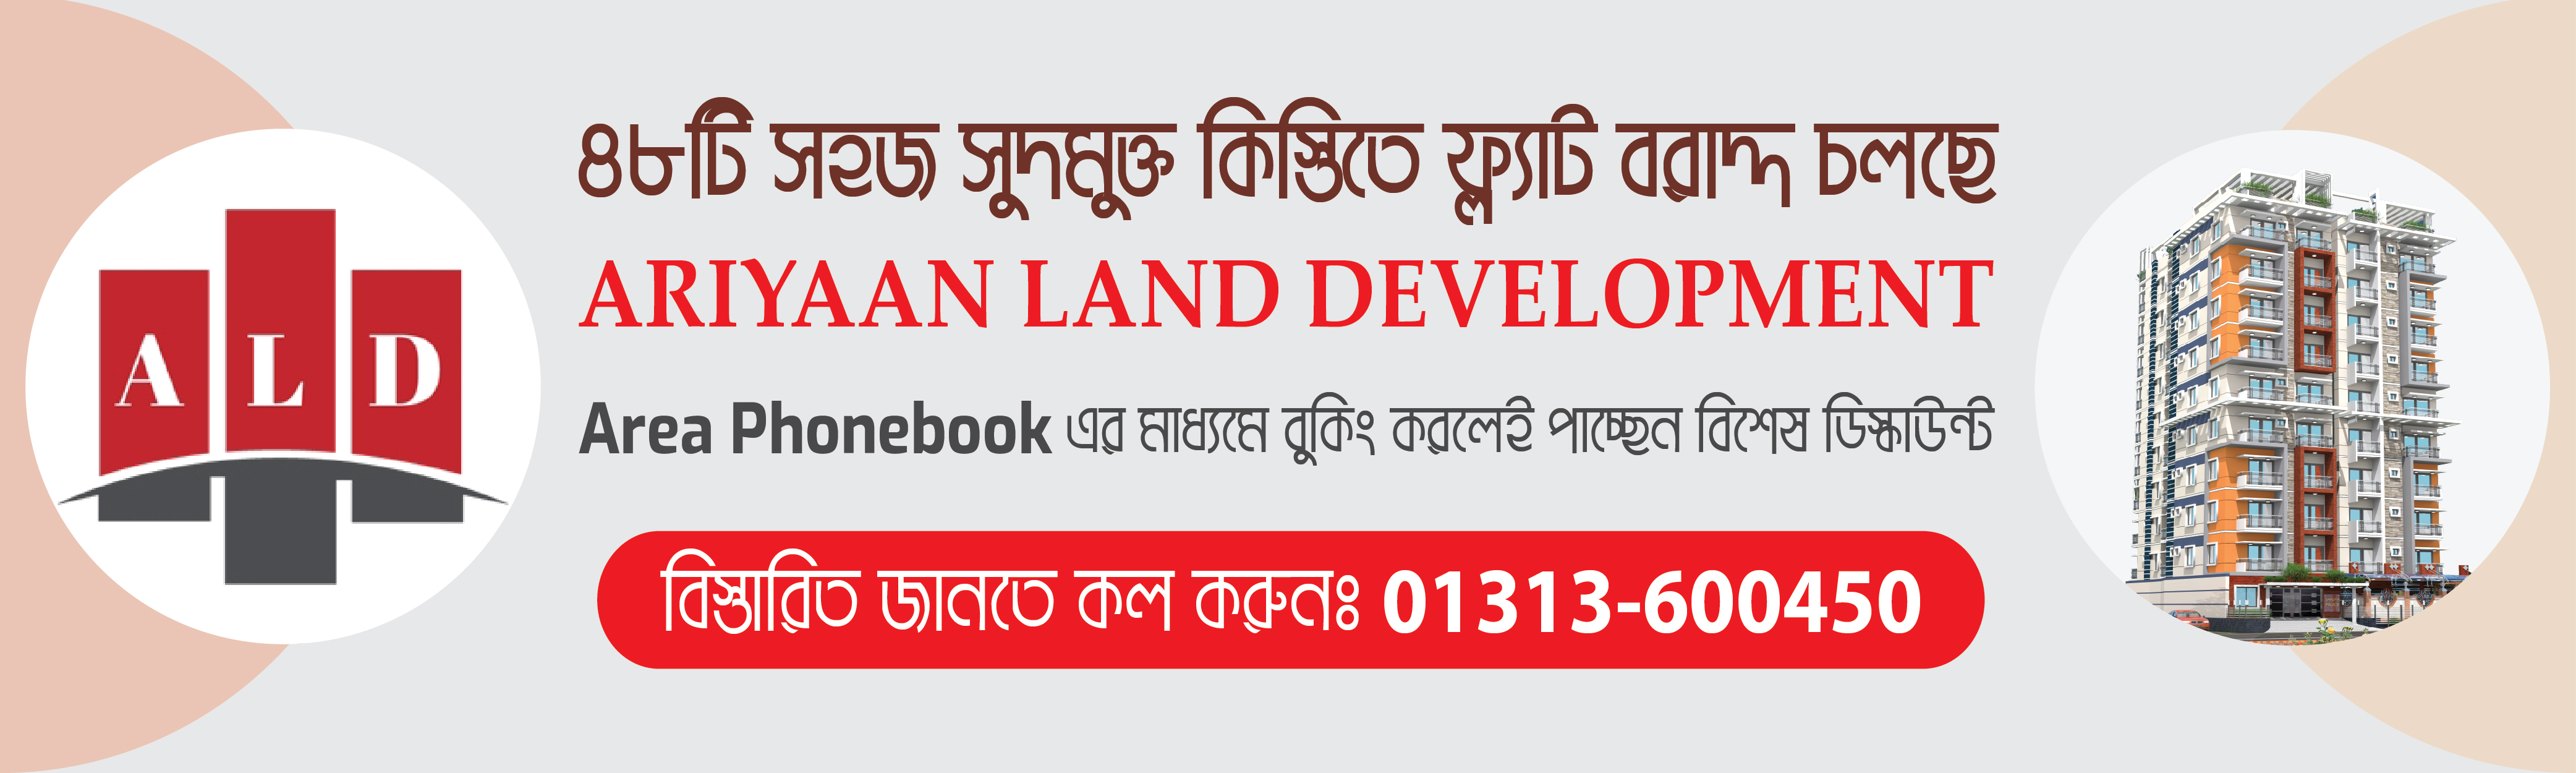 A L D
৪৮টি সহজ সুদমুক্ত কিস্তিতে ফ্ল্যাট বরাদ্দ চলছে
ARIYAAN LAND DEVELOPMENT
Area Phonebook এর মাধ্যমে বুকিং করলেই পাচ্ছেন বিশেষ ডিস্কাউন্ট
বিস্তারিত জানতে কল করুনঃ 01313-600450